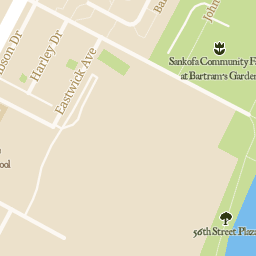 Harley Dr
Eastwick Ave
Sankofa Community F
at Bartram's Garden
56th Street Plaza